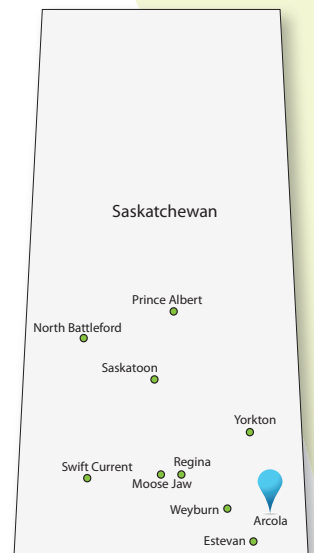 Saskatchewan
Prince Albert
North Battleford
Saskatoon
Yorkton
Swift Current
Regina
Moose Jaw
Weyburn
Arcola
Estevan